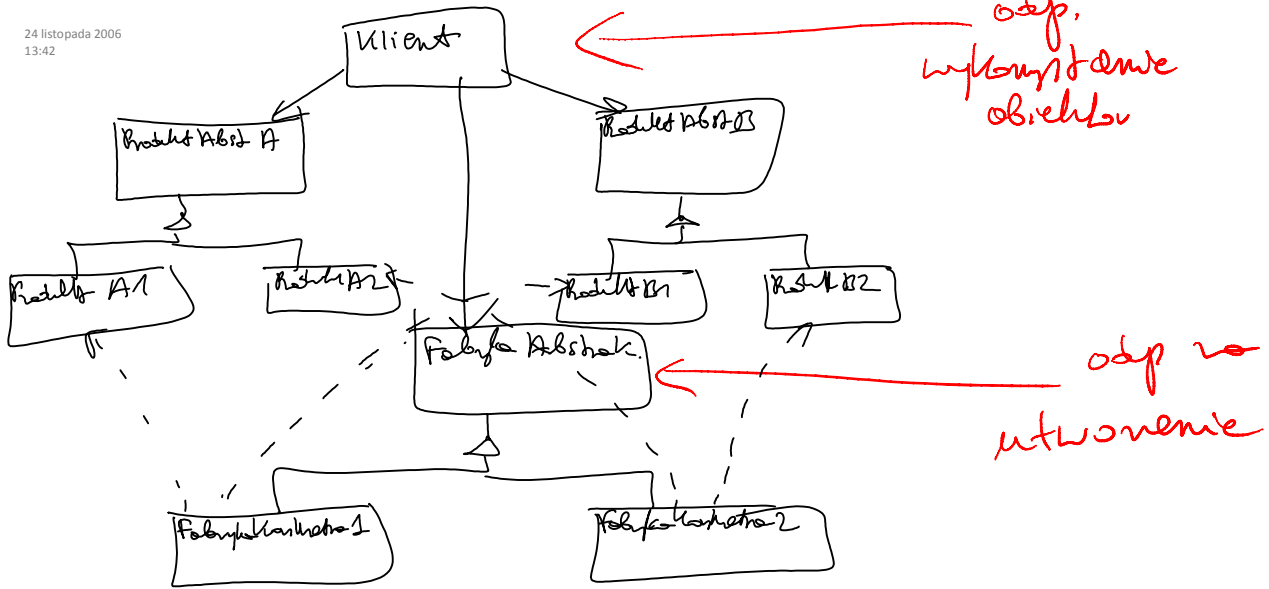 24 listopada 2006
13:42
Klient
odp.
wykorzystanie
obiektów
Produkt Abst A
Produkt Abst B
Produkt A1
Produkt A2
Produkt B1
Produkt B2
Fabryka Abstrak.
odp za
utworzenie
Fabryka Konkretna 1
Fabryka Konkretna 2